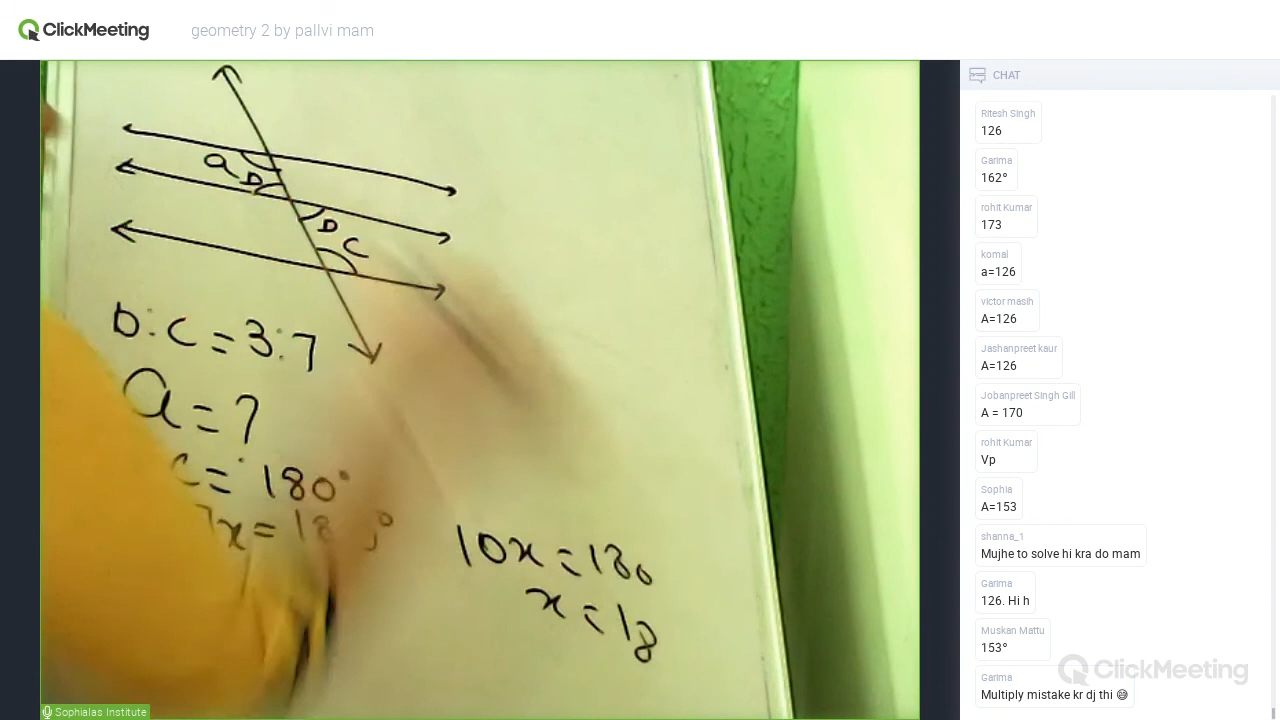 ClickMeeting
geometry 2 by pallvi mam
a
b
b
c
b:c=3:7
a=?
c=180°
7x=18
10x=180
x=18
Sophialas Institute
CHAT
Ritesh Singh
126
Garima
162°
rohit Kumar
173
komal
a=126
victor masih
A=126
Jashanpreet kaur
A=126
Jobanpreet Singh Gill
A = 170
rohit Kumar
Vp
Sophia
A=153
shanna_1
Mujhe to solve hi kra do mam
Garima
126. Hi h
Muskan Mattu
153°
Garima
Multiply mistake kr dj thi 😅
ClickMeeting